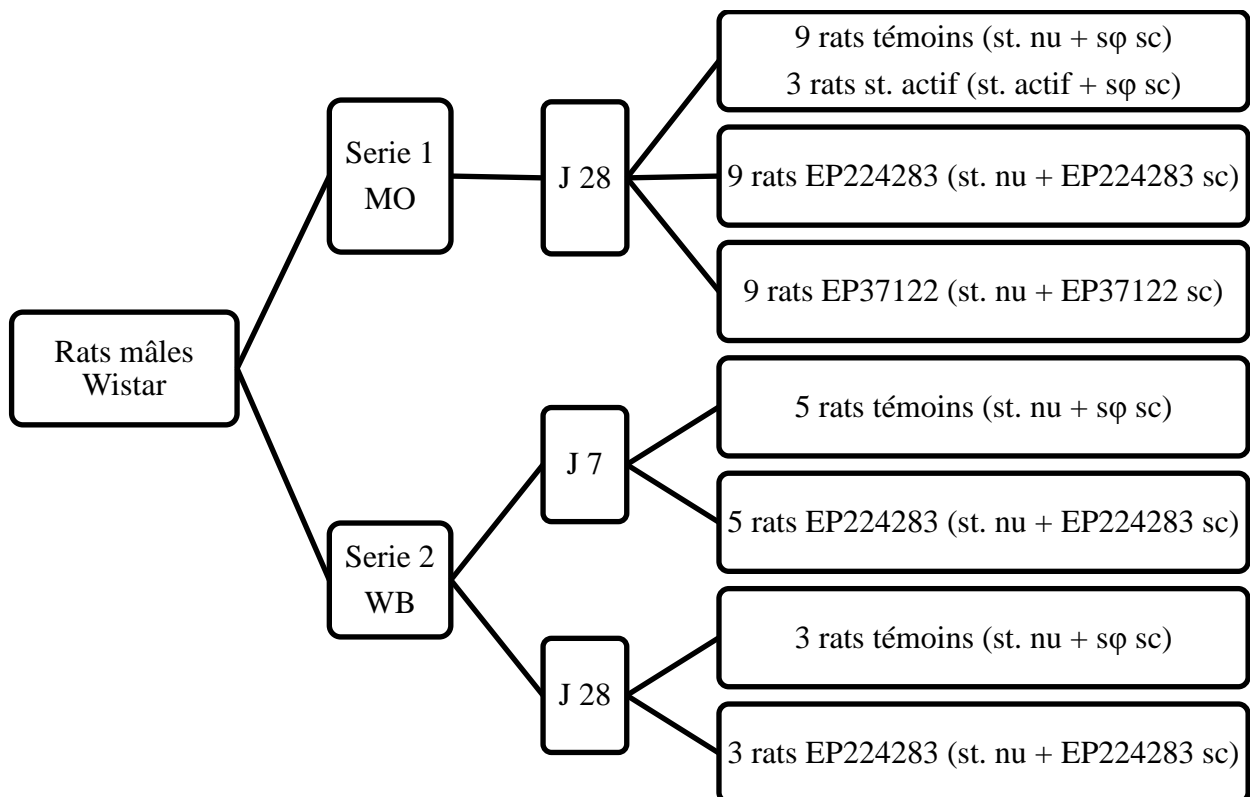 Rats mâles
Wistar
Serie 1
MO
J 28
9 rats témoins (st. nu + sφ sc)
3 rats st. actif (st. actif + sφ sc)
9 rats EP224283 (st. nu + EP224283 sc)
9 rats EP37122 (st. nu + EP37122 sc)
Serie 2
WB
J 7
5 rats témoins (st. nu + sφ sc)
5 rats EP224283 (st. nu + EP224283 sc)
J 28
3 rats témoins (st. nu + sφ sc)
3 rats EP224283 (st. nu + EP224283 sc)